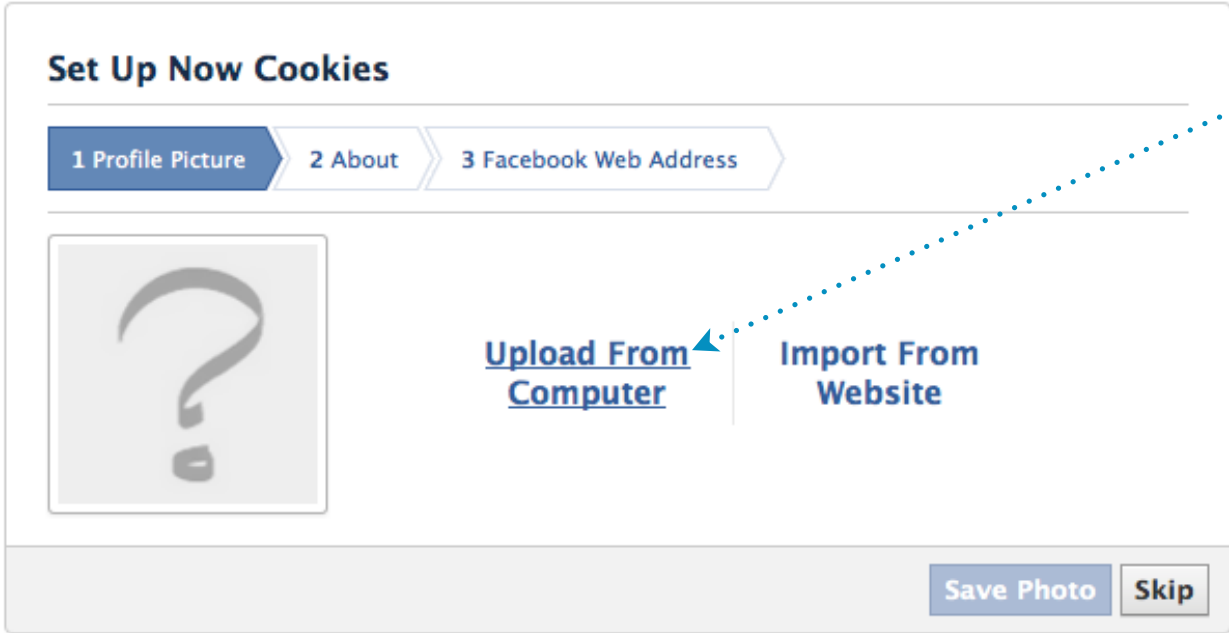 Set Up Now Cookies
1 Profile Picture 2 About 3 Facebook Web Address
Upload From
Computer
Import From
Website
Save Photo Skip